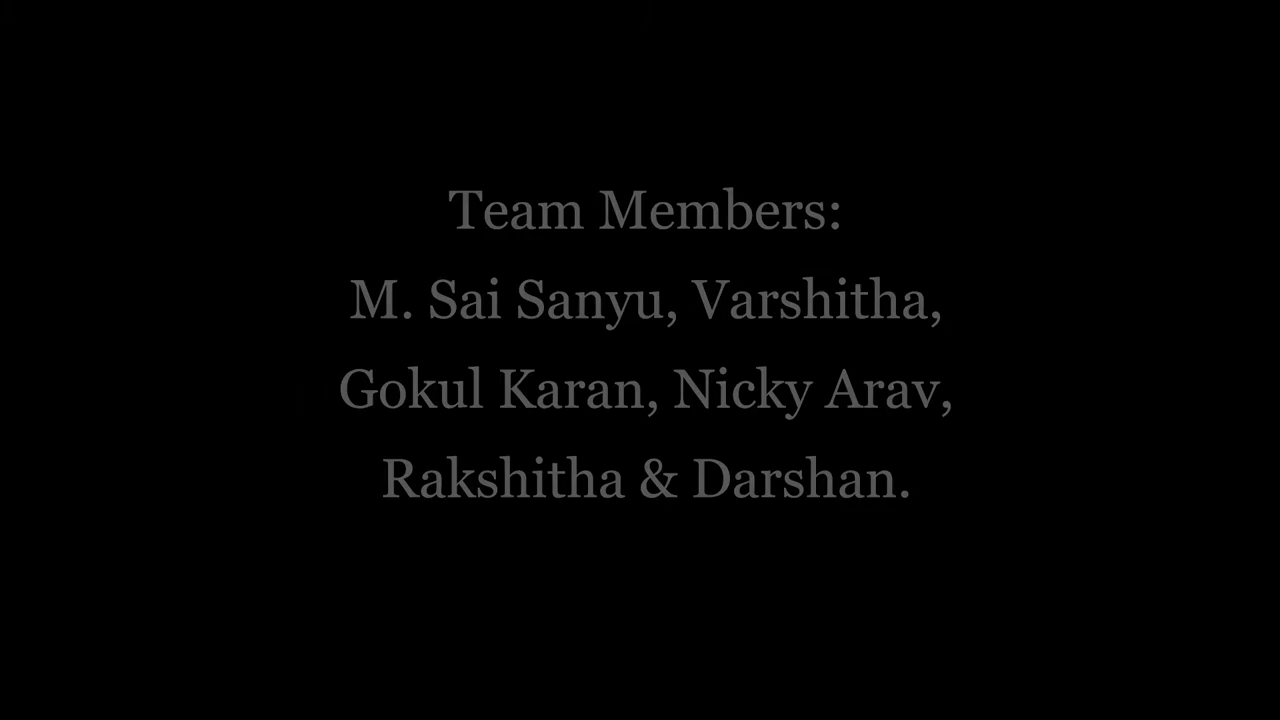 Team Members:
M. Sai Sanyu, Varshitha,
Gokul Karan, Nicky Arav,
Rakshitha & Darshan.